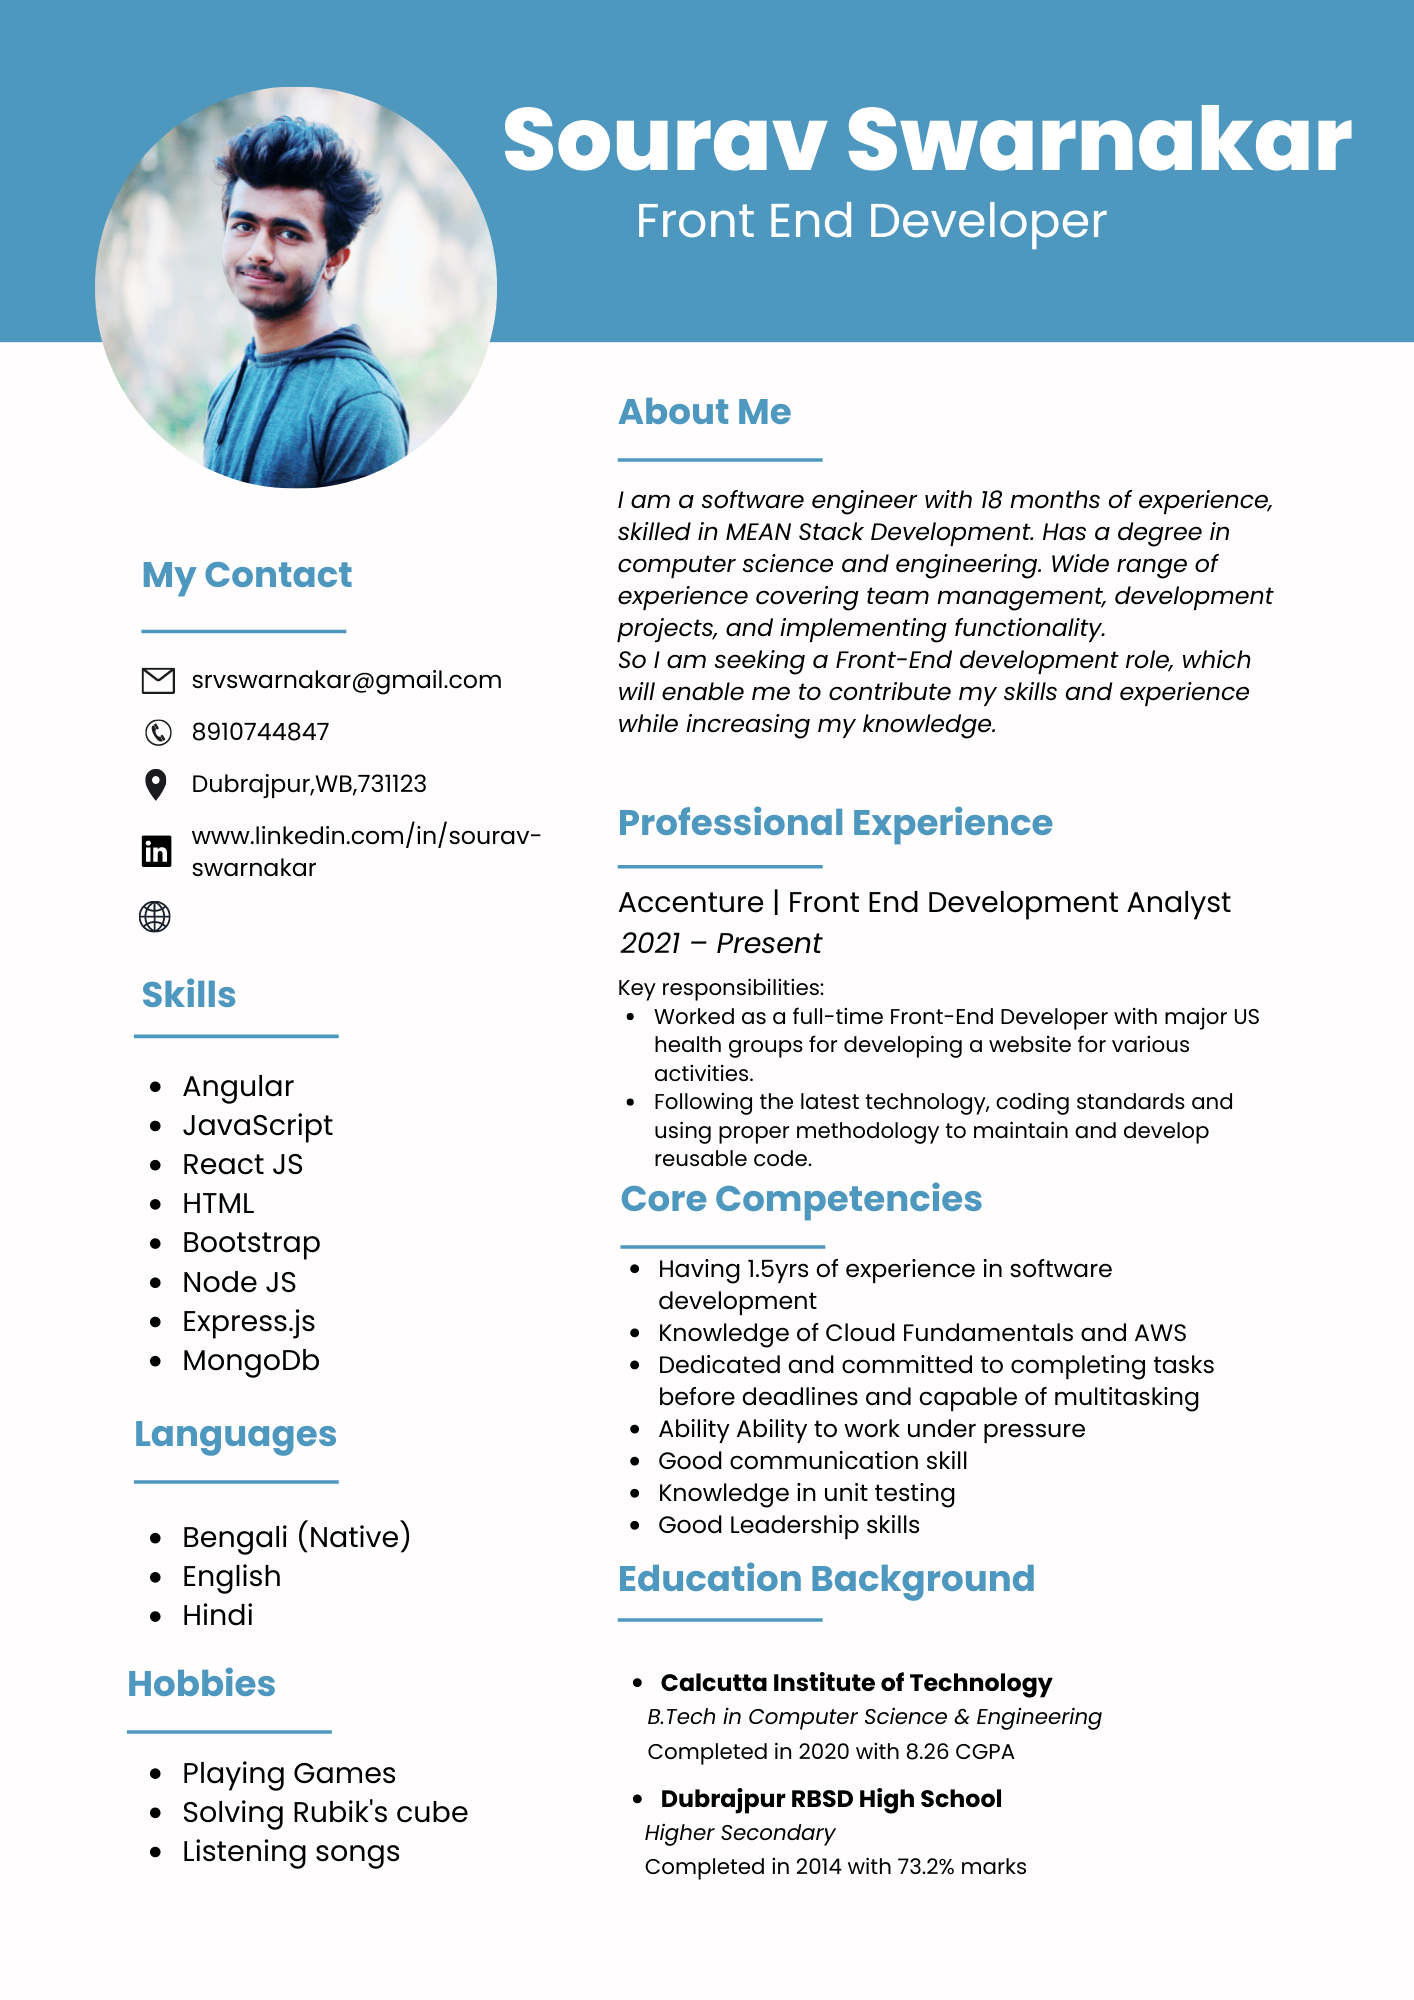 Sourav Swarnakar
Front End Developer
My Contact
srvswarnakar@gmail.com
8910744847
Dubrajpur,WB,731123
in
www.linkedin.com/in/sourav-
swarnakar
Skills
Angular
JavaScript
React JS
HTML
Bootstrap
Node JS
Express.js
MongoDb
Languages
Bengali (Native)
English
Hindi
Hobbies
Playing Games
Solving Rubik's cube
Listening songs
About Me
I am a software engineer with 18 months of experience,
skilled in MEAN Stack Development. Has a degree in
computer science and engineering. Wide range of
experience covering team management, development
projects, and implementing functionality.
So I am seeking a Front-End development role, which
will enable me to contribute my skills and experience
while increasing my knowledge.
Professional Experience
Accenture | Front End Development Analyst
2021 – Present
Key responsibilities:
Worked as a full-time Front-End Developer with major US
health groups for developing a website for various
activities.
Following the latest technology, coding standards and
using proper methodology to maintain and develop
reusable code.
Core Competencies
Having 1.5yrs of experience in software
development
Knowledge of Cloud Fundamentals and AWS
Dedicated and committed to completing tasks
before deadlines and capable of multitasking
Ability Ability to work under pressure
Good communication skill
Knowledge in unit testing
Good Leadership skills
Education Background
Calcutta Institute of Technology
B.Tech in Computer Science & Engineering
Completed in 2020 with 8.26 CGPA
Dubrajpur RBSD High School
Higher Secondary
Completed in 2014 with 73.2% marks